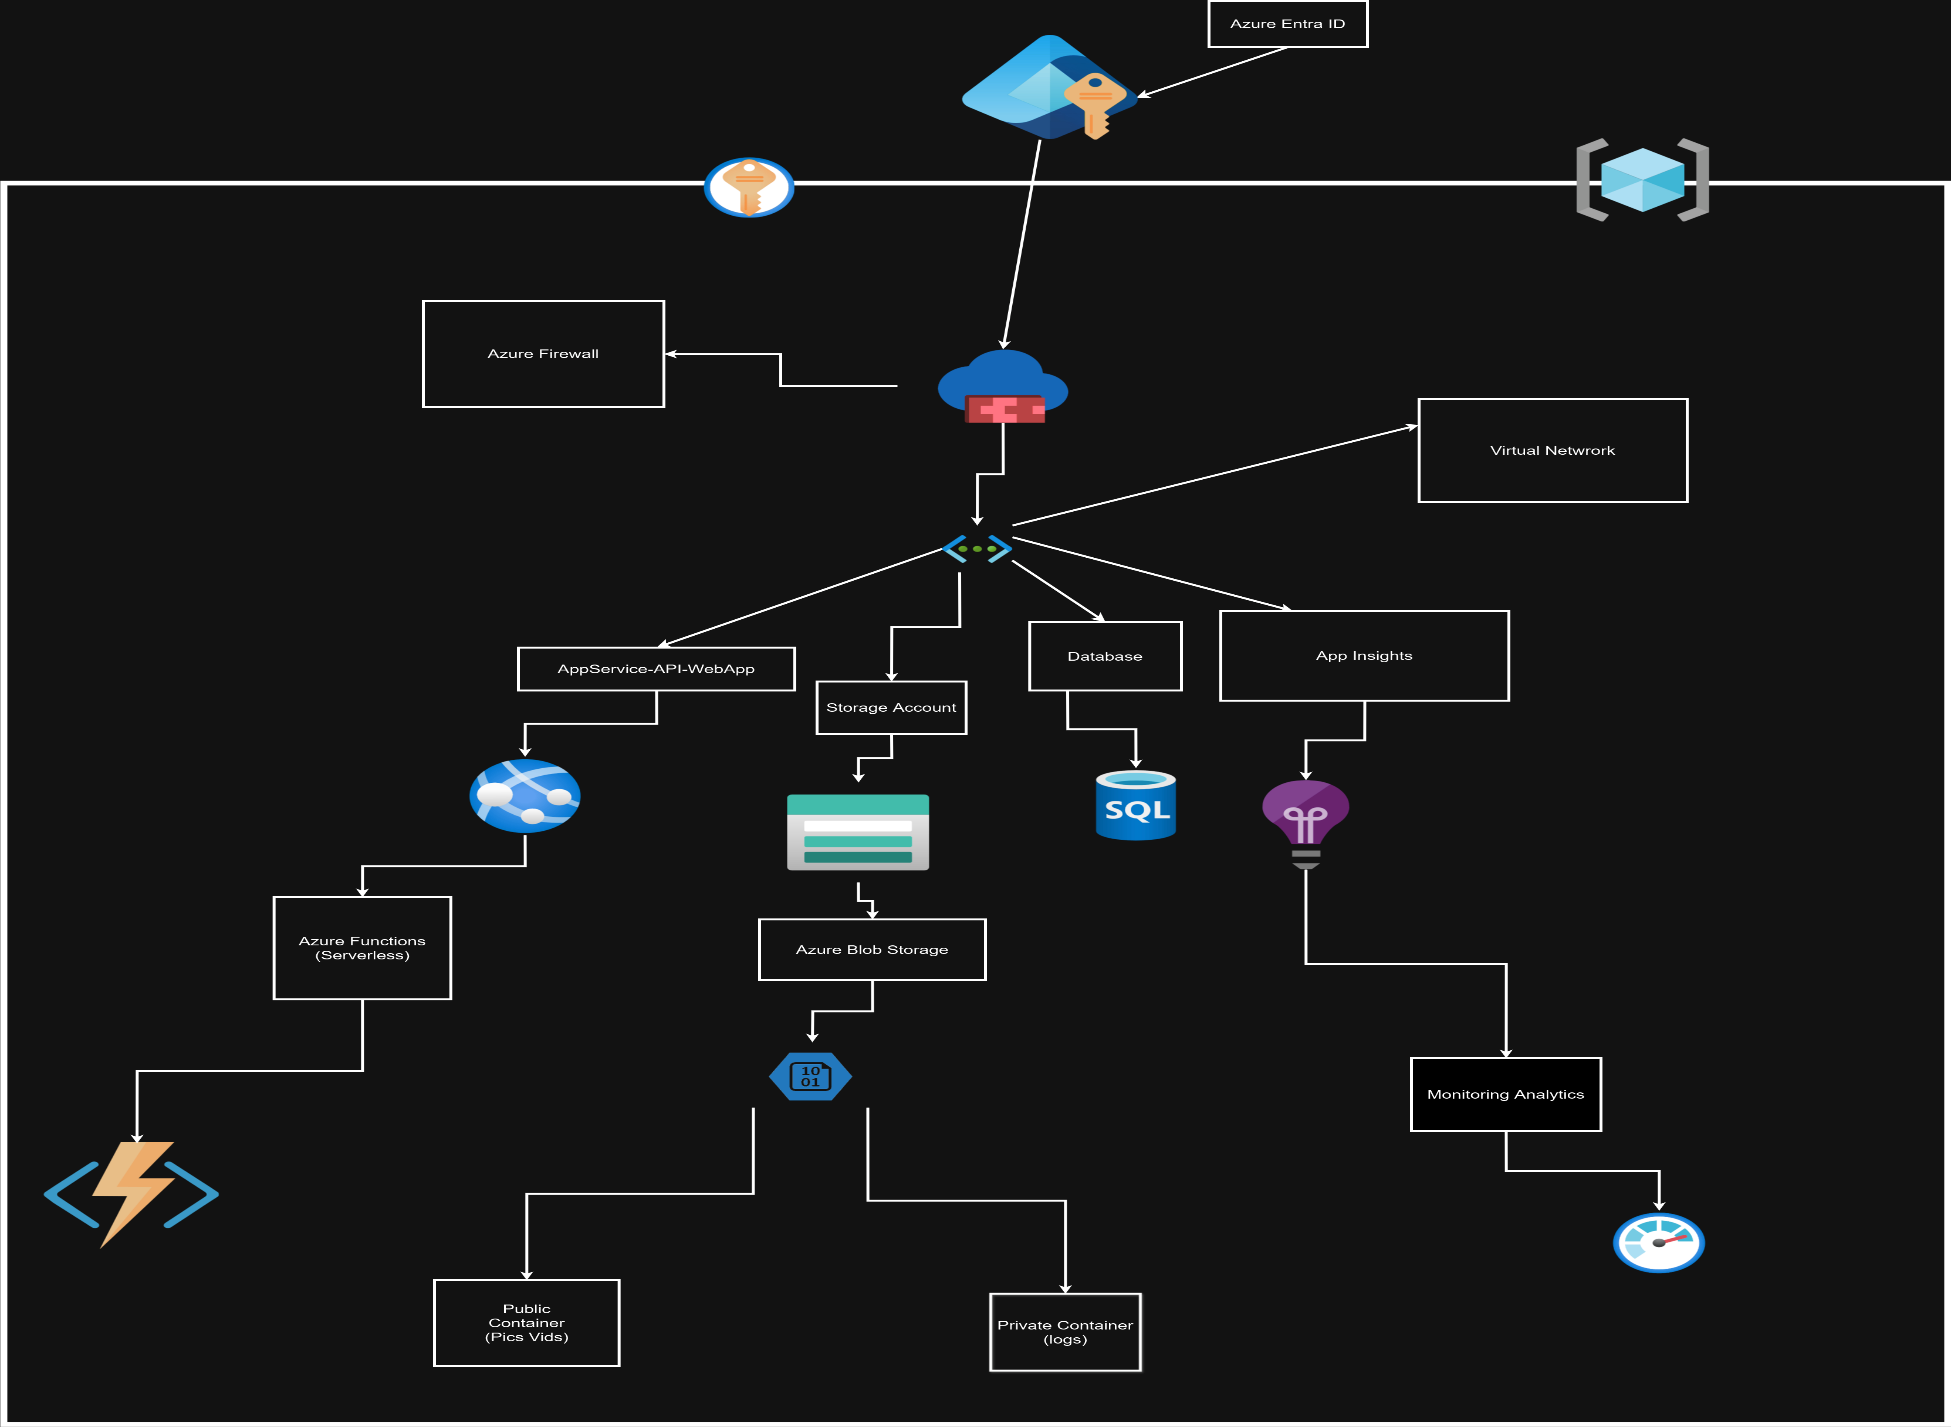 Azure Entra ID
Azure Firewall
Virtual Netwrork
AppService-API-WebApp
Storage Account
Database
App Insights
SQL
Azure Functions
(Serverless)
Azure Blob Storage
10
01
Monitoring Analytics
Public
Container
(Pics Vids)
Private Container
(logs)